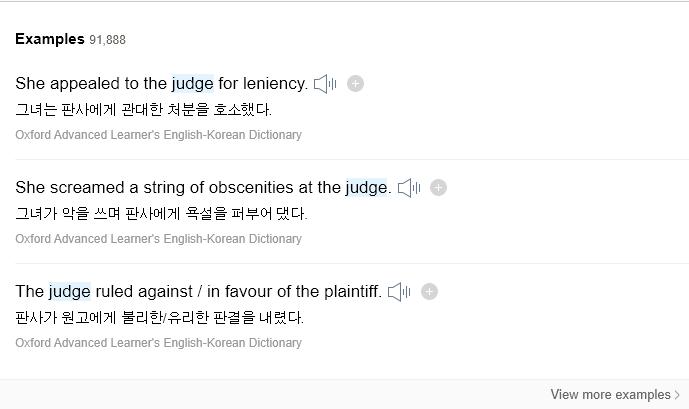 Examples 91,888
She appealed to the judge for leniency.
그녀는 판사에게 관대한 처분을 호소했다.
Oxford Advanced Learner's English-Korean Dictionary
She screamed a string of obscenities at the judge.
그녀가 악을 쓰며 판사에게 욕설을 퍼부어 댔다.
Oxford Advanced Learner's English-Korean Dictionary
The judge ruled against / in favour of the plaintiff.
판사가 원고에게 불리한/유리한 판결을 내렸다.
Oxford Advanced Learner's English-Korean Dictionary
View more examples